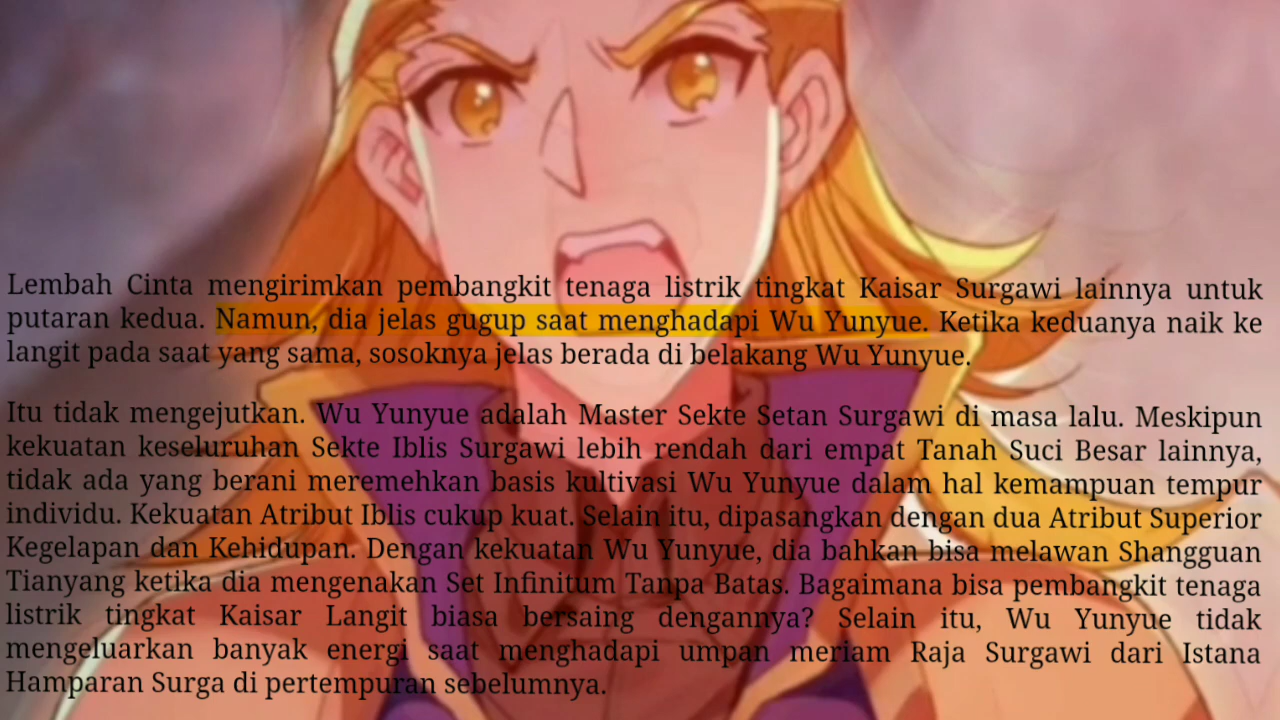 Lembah Cinta mengirimkan pembangkit tenaga listrik tingkat Kaisar Surgawi lainnya untuk
putaran kedua. Namun, dia jelas gugup saat menghadapi Wu Yunyue. Ketika keduanya naik ke
langit pada saat yang sama, sosoknya jelas berada di belakang Wu Yunyue.
Itu tidak mengejutkan. Wu Yunyue adalah Master Sekte Setan Surgawi di masa lalu. Meskipun
kekuatan keseluruhan Sekte Iblis Surgawi lebih rendah dari empat Tanah Suci Besar lainnya,
tidak ada yang berani meremehkan basis kultivasi Wu Yunyue dalam hal kemampuan tempur
individu. Kekuatan Atribut Iblis cukup kuat. Selain itu, dipasangkan dengan dua Atribut Superior
Kegelapan dan Kehidupan. Dengan kekuatan Wu Yunyue, dia bahkan bisa melawan Shangguan
Tianyang ketika dia mengenakan Set Infinitum Tanpa Batas. Bagaimana bisa pembangkit tenaga
listrik tingkat Kaisar Langit biasa bersaing dengannya? Selain itu, Wu Yunyue tidak
mengeluarkan banyak energi saat menghadapi umpan meriam Raja Surgawi dari Istana
Hamparan Surga di pertempuran sebelumnya.